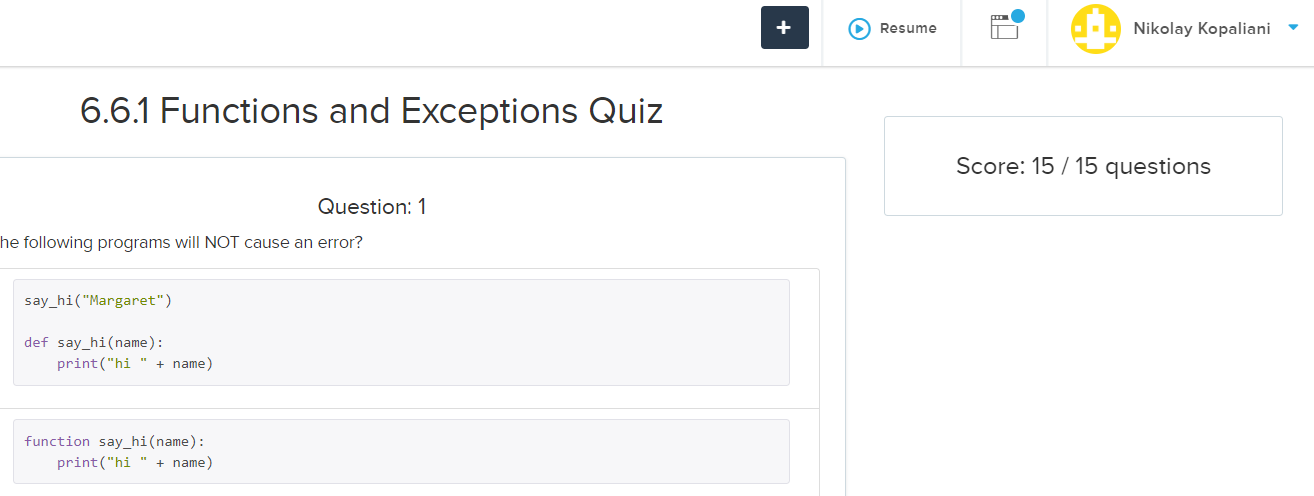 + Resume Nikolay Kopaliani
6.6.1 Functions and Exceptions Quiz
Score: 15 / 15 questions
Question: 1
he following programs will NOT cause an error?
say_hi("Margaret")
def say_hi(name):
    print("hi " + name)
function say_hi(name):
    print("hi " + name)